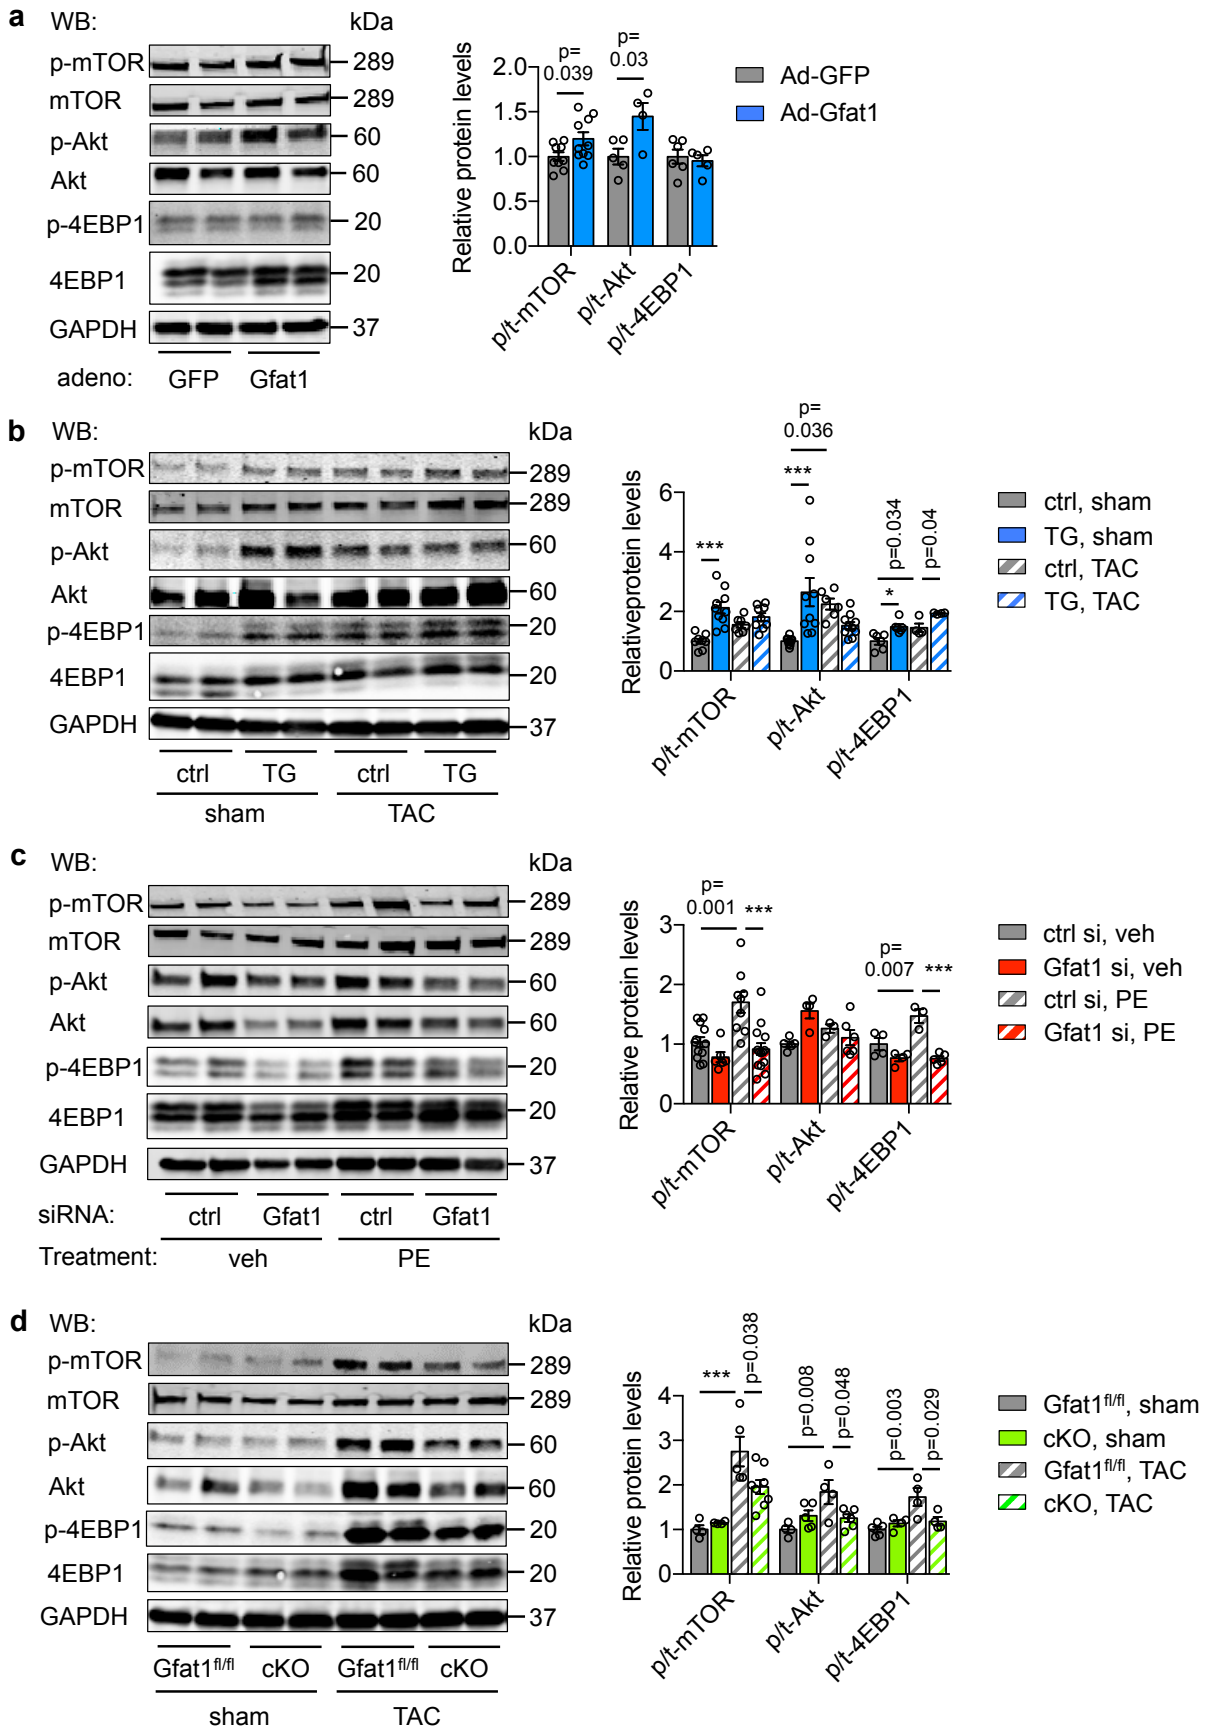 a
WB:
kDa
p-mTOR
289
mTOR
289
p-Akt
60
Akt
60
p-4EBP1
20
4EBP1
20
GAPDH
37
adeno:
GFP
Gfat1
Relative protein levels
2.0
1.5
1.0
0.5
0.0
p=
0.039
p=
0.03
p/t-mTOR
p/t-Akt
p/t-4EBP1
Ad-GFP
Ad-Gfat1
b
WB:
kDa
p-mTOR
289
mTOR
289
p-Akt
60
Akt
60
p-4EBP1
20
4EBP1
20
GAPDH
37
ctrl
TG
ctrl
TG
sham
TAC
Relativeprotein levels
6
4
2
0
***
p=
0.036
***
*
p=0.034
p=0.04
p/t-mTOR
p/t-Akt
p/t-4EBP1
ctrl, sham
TG, sham
ctrl, TAC
TG, TAC
c
WB:
kDa
p-mTOR
289
mTOR
289
p-Akt
60
Akt
60
p-4EBP1
20
4EBP1
20
GAPDH
37
siRNA:
ctrl
Gfat1
ctrl
Gfat1
Treatment:
veh
PE
Relative protein levels
3
2
1
0
p=
0.001
***
p=
0.007
***
p/t-mTOR
p/t-Akt
p/t-4EBP1
ctrl si, veh
Gfat1 si, veh
ctrl si, PE
Gfat1 si, PE
d
WB:
kDa
p-mTOR
289
mTOR
289
p-Akt
60
Akt
60
p-4EBP1
20
4EBP1
20
GAPDH
37
Gfat1fl/fl
cKO
Gfat1fl/fl
cKO
sham
TAC
Relative protein levels
4
3
2
1
0
***
p=0.038
p=0.008
p=0.048
p=0.003
p=0.029
p/t-mTOR
p/t-Akt
p/t-4EBP1
Gfat1fl/fl, sham
cKO, sham
Gfat1fl/fl, TAC
cKO, TAC